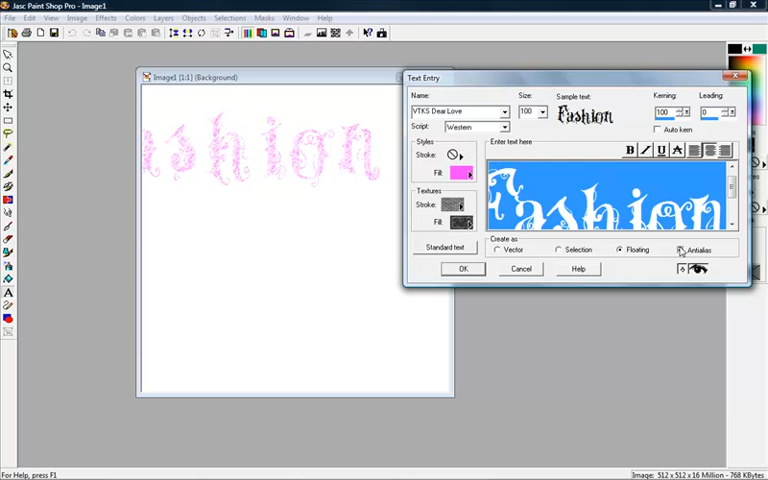 Jasc Paint Shop Pro - Image1
File Edit View Image Effects Colors Layers Objects Selections Masks Window Help
Image1 [1:1] (Background)
ashion
Text Entry
Name:
Size:
Sample text:
Kerning:
Leading:
VTKS Dear Love
100
Fashion
100
0
Script:
Western
Auto kern
Styles
Enter text here
Stroke:
B I U A
Fill:
Fashion
Textures
Stroke:
Fill:
Create as
Standard text
Vector
Selection
Floating
Antialias
OK
Cancel
Help
For Help, press F1
Image: 512 x 512 x 16 Million - 768 KBytes